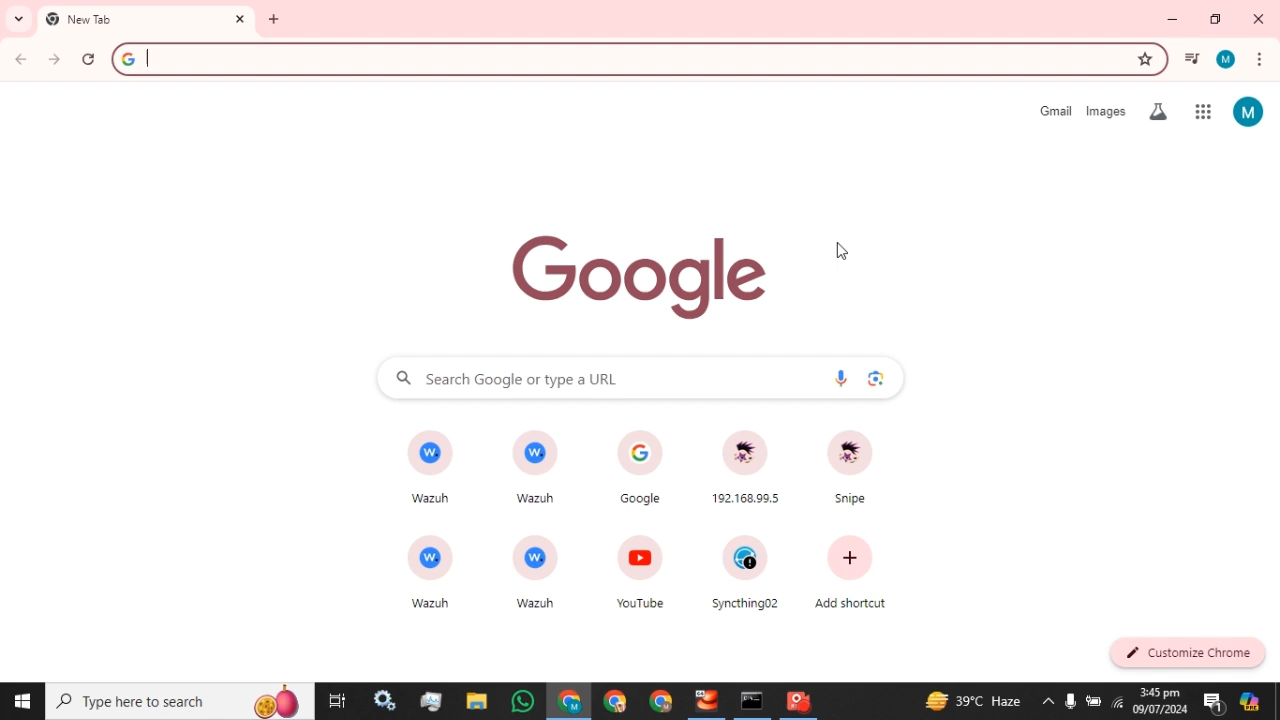 New Tab
M
Gmail Images M
Google
Search Google or type a URL
W. W. G
Wazuh Wazuh Google 192.168.99.5 Snipe
W. W.
Wazuh Wazuh YouTube Syncthing02 Add shortcut
Customize Chrome
Type here to search
39°C Haze
3:45 pm
09/07/2024
1